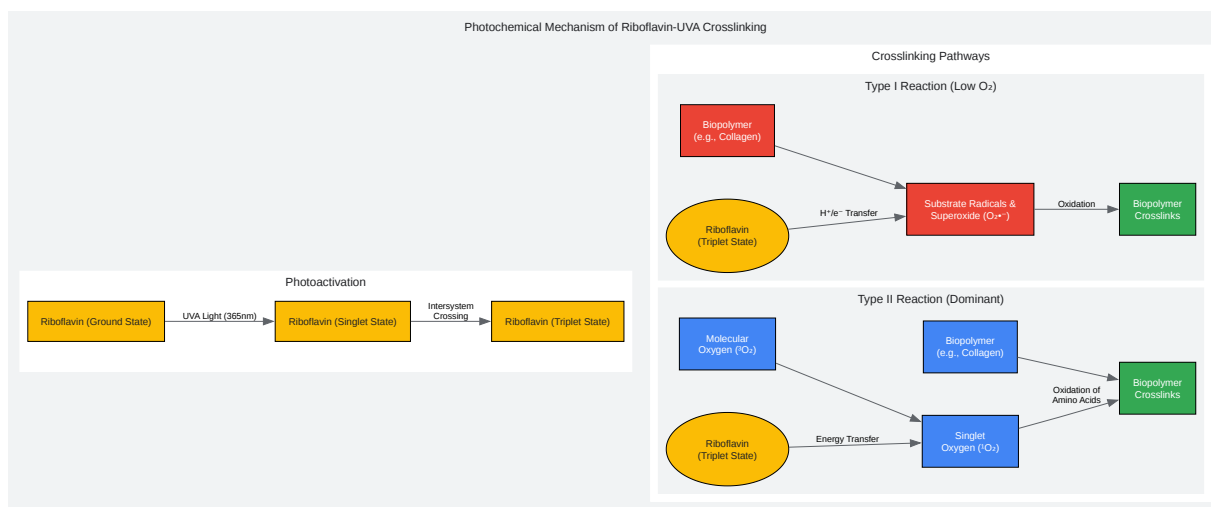 Photochemical Mechanism of Riboflavin-UVA Crosslinking
Photoactivation
Riboflavin (Ground State)
UVA Light (365nm)
Riboflavin (Singlet State)
Intersystem
Crossing
Riboflavin (Triplet State)
Crosslinking Pathways
Type I Reaction (Low O₂)
Biopolymer
(e.g., Collagen)
Riboflavin
(Triplet State)
H⁺/e⁻ Transfer
Substrate Radicals &
Superoxide (O₂•⁻)
Oxidation
Biopolymer
Crosslinks
Type II Reaction (Dominant)
Molecular
Oxygen (³O₂)
Riboflavin
(Triplet State)
Energy Transfer
Biopolymer
(e.g., Collagen)
Singlet
Oxygen (¹O₂)
Oxidation of
Amino Acids
Biopolymer
Crosslinks